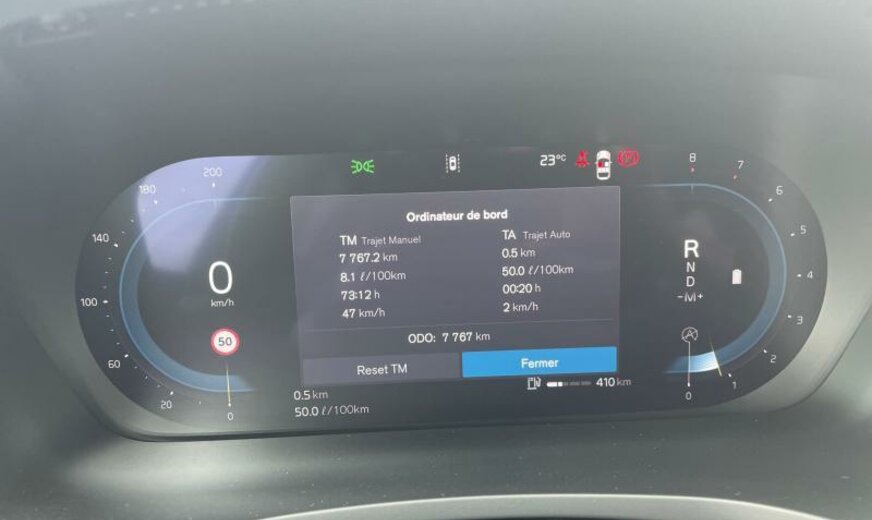 200
180
140
100
60
20
0
0
km/h
50
23°C
Ordinateur de bord
TM Trajet Manuel
7 767.2 km
8.1 ℓ/100km
73:12 h
47 km/h
TA Trajet Auto
0.5 km
50.0 ℓ/100km
00:20 h
2 km/h
ODO: 7 767 km
Reset TM
Fermer
0.5 km
50.0 ℓ/100km
410 km
R
N
D
-M+
8
7
6
5
4
3
2
1
0